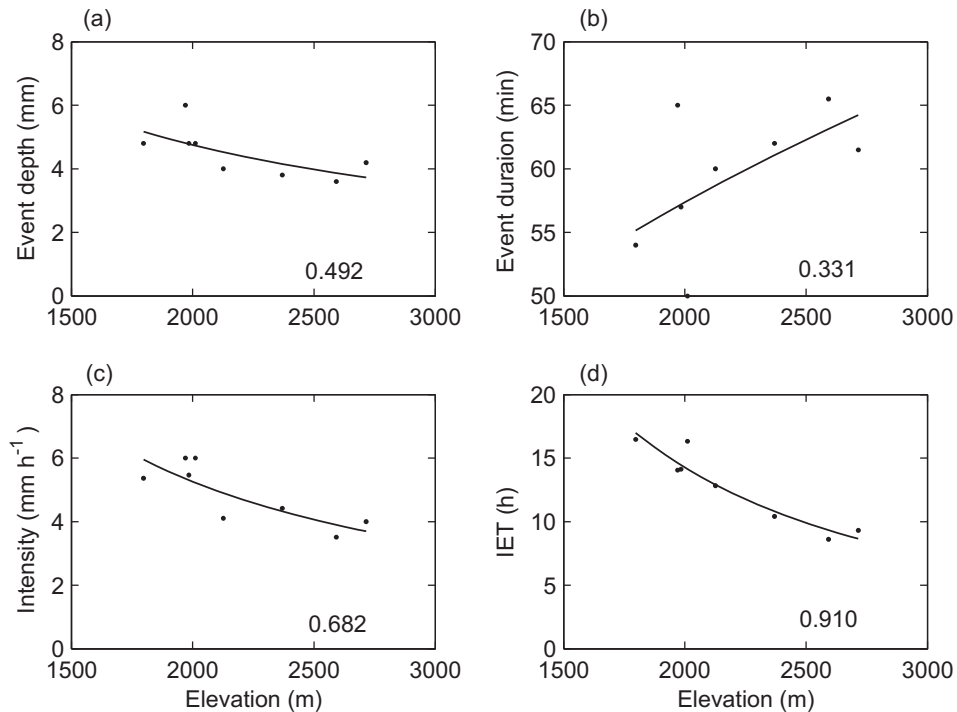 (a)
8
6
4
2
0
Event depth (mm)
0.492
1500 2000 2500 3000
(b)
70
65
60
55
50
Event duraion (min)
0.331
1500 2000 2500 3000
(c)
8
6
4
2
0
Intensity (mm h⁻¹ )
0.682
1500 2000 2500 3000
Elevation (m)
(d)
20
15
10
5
0
IET (h)
0.910
1500 2000 2500 3000
Elevation (m)